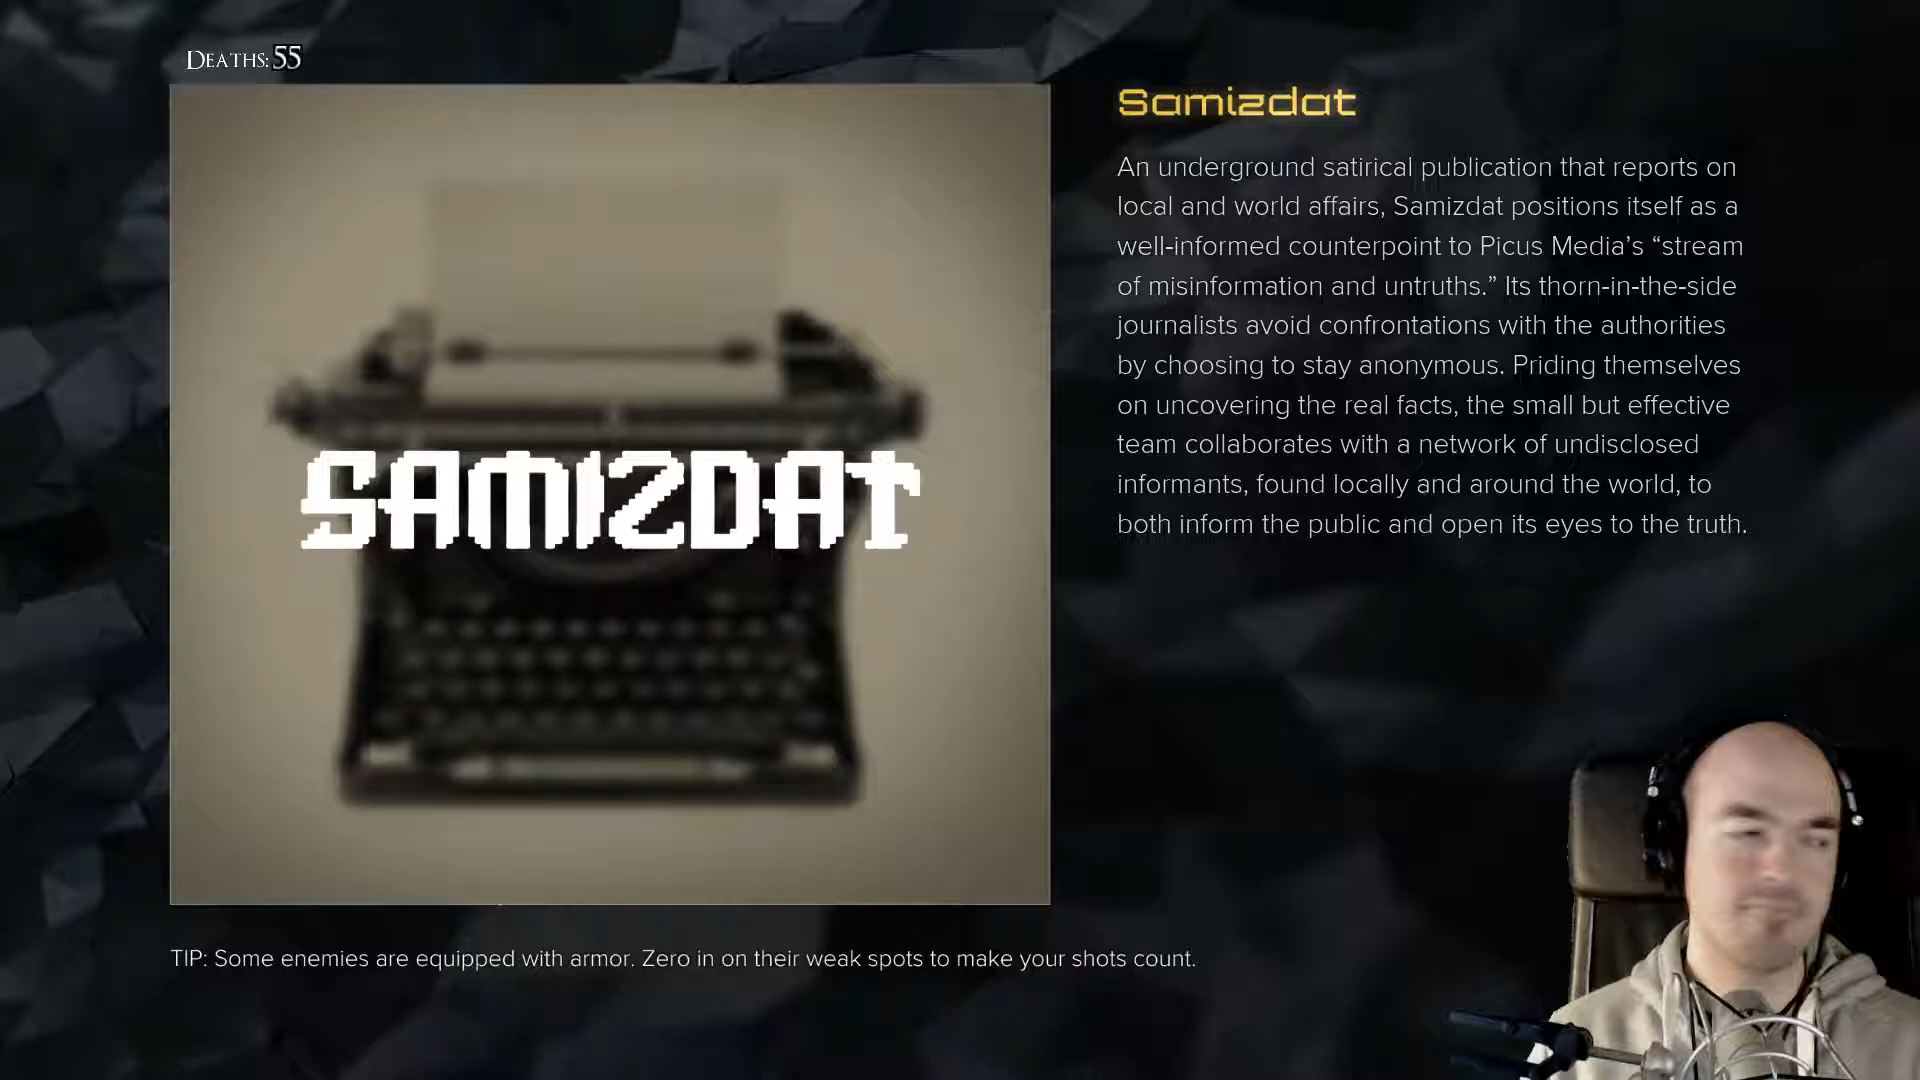 DEATHS: 55
Samizdat
An underground satirical publication that reports on
local and world affairs, Samizdat positions itself as a
well-informed counterpoint to Picus Media’s “stream
of misinformation and untruths.” Its thorn-in-the-side
journalists avoid confrontations with the authorities
by choosing to stay anonymous. Priding themselves
on uncovering the real facts, the small but effective
team collaborates with a network of undisclosed
informants, found locally and around the world, to
both inform the public and open its eyes to the truth.
SAMIZDAT
TIP: Some enemies are equipped with armor. Zero in on their weak spots to make your shots count.